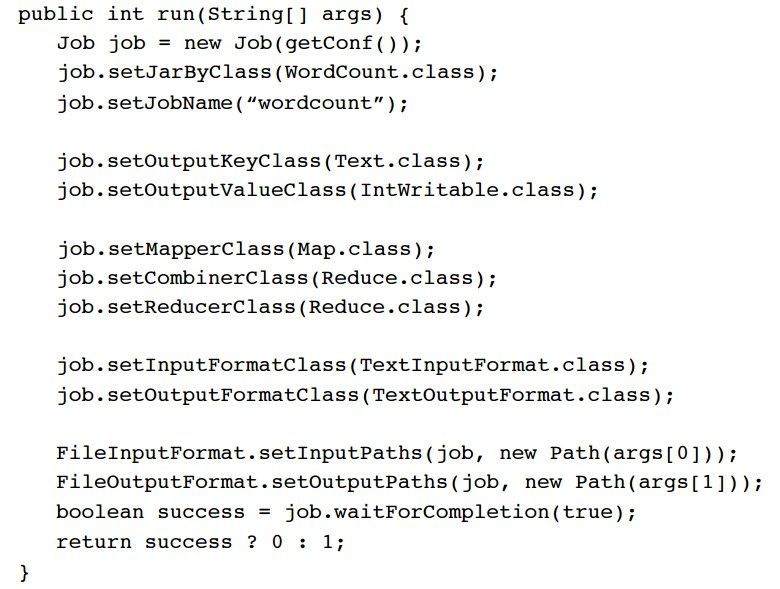 public int run(String[] args) {
Job job = new Job(getConf());
job.setJarByClass(WordCount.class);
job.setJobName(“wordcount”);
job.setOutputKeyClass(Text.class);
job.setOutputValueClass(IntWritable.class);
job.setMapperClass(Map.class);
job.setCombinerClass(Reduce.class);
job.setReducerClass(Reduce.class);
job.setInputFormatClass(TextInputFormat.class);
job.setOutputFormatClass(TextOutputFormat.class);
FileInputFormat.setInputPaths(job, new Path(args[0]));
FileOutputFormat.setOutputPaths(job, new Path(args[1]));
boolean success = job.waitForCompletion(true);
return success ? 0 : 1;
}